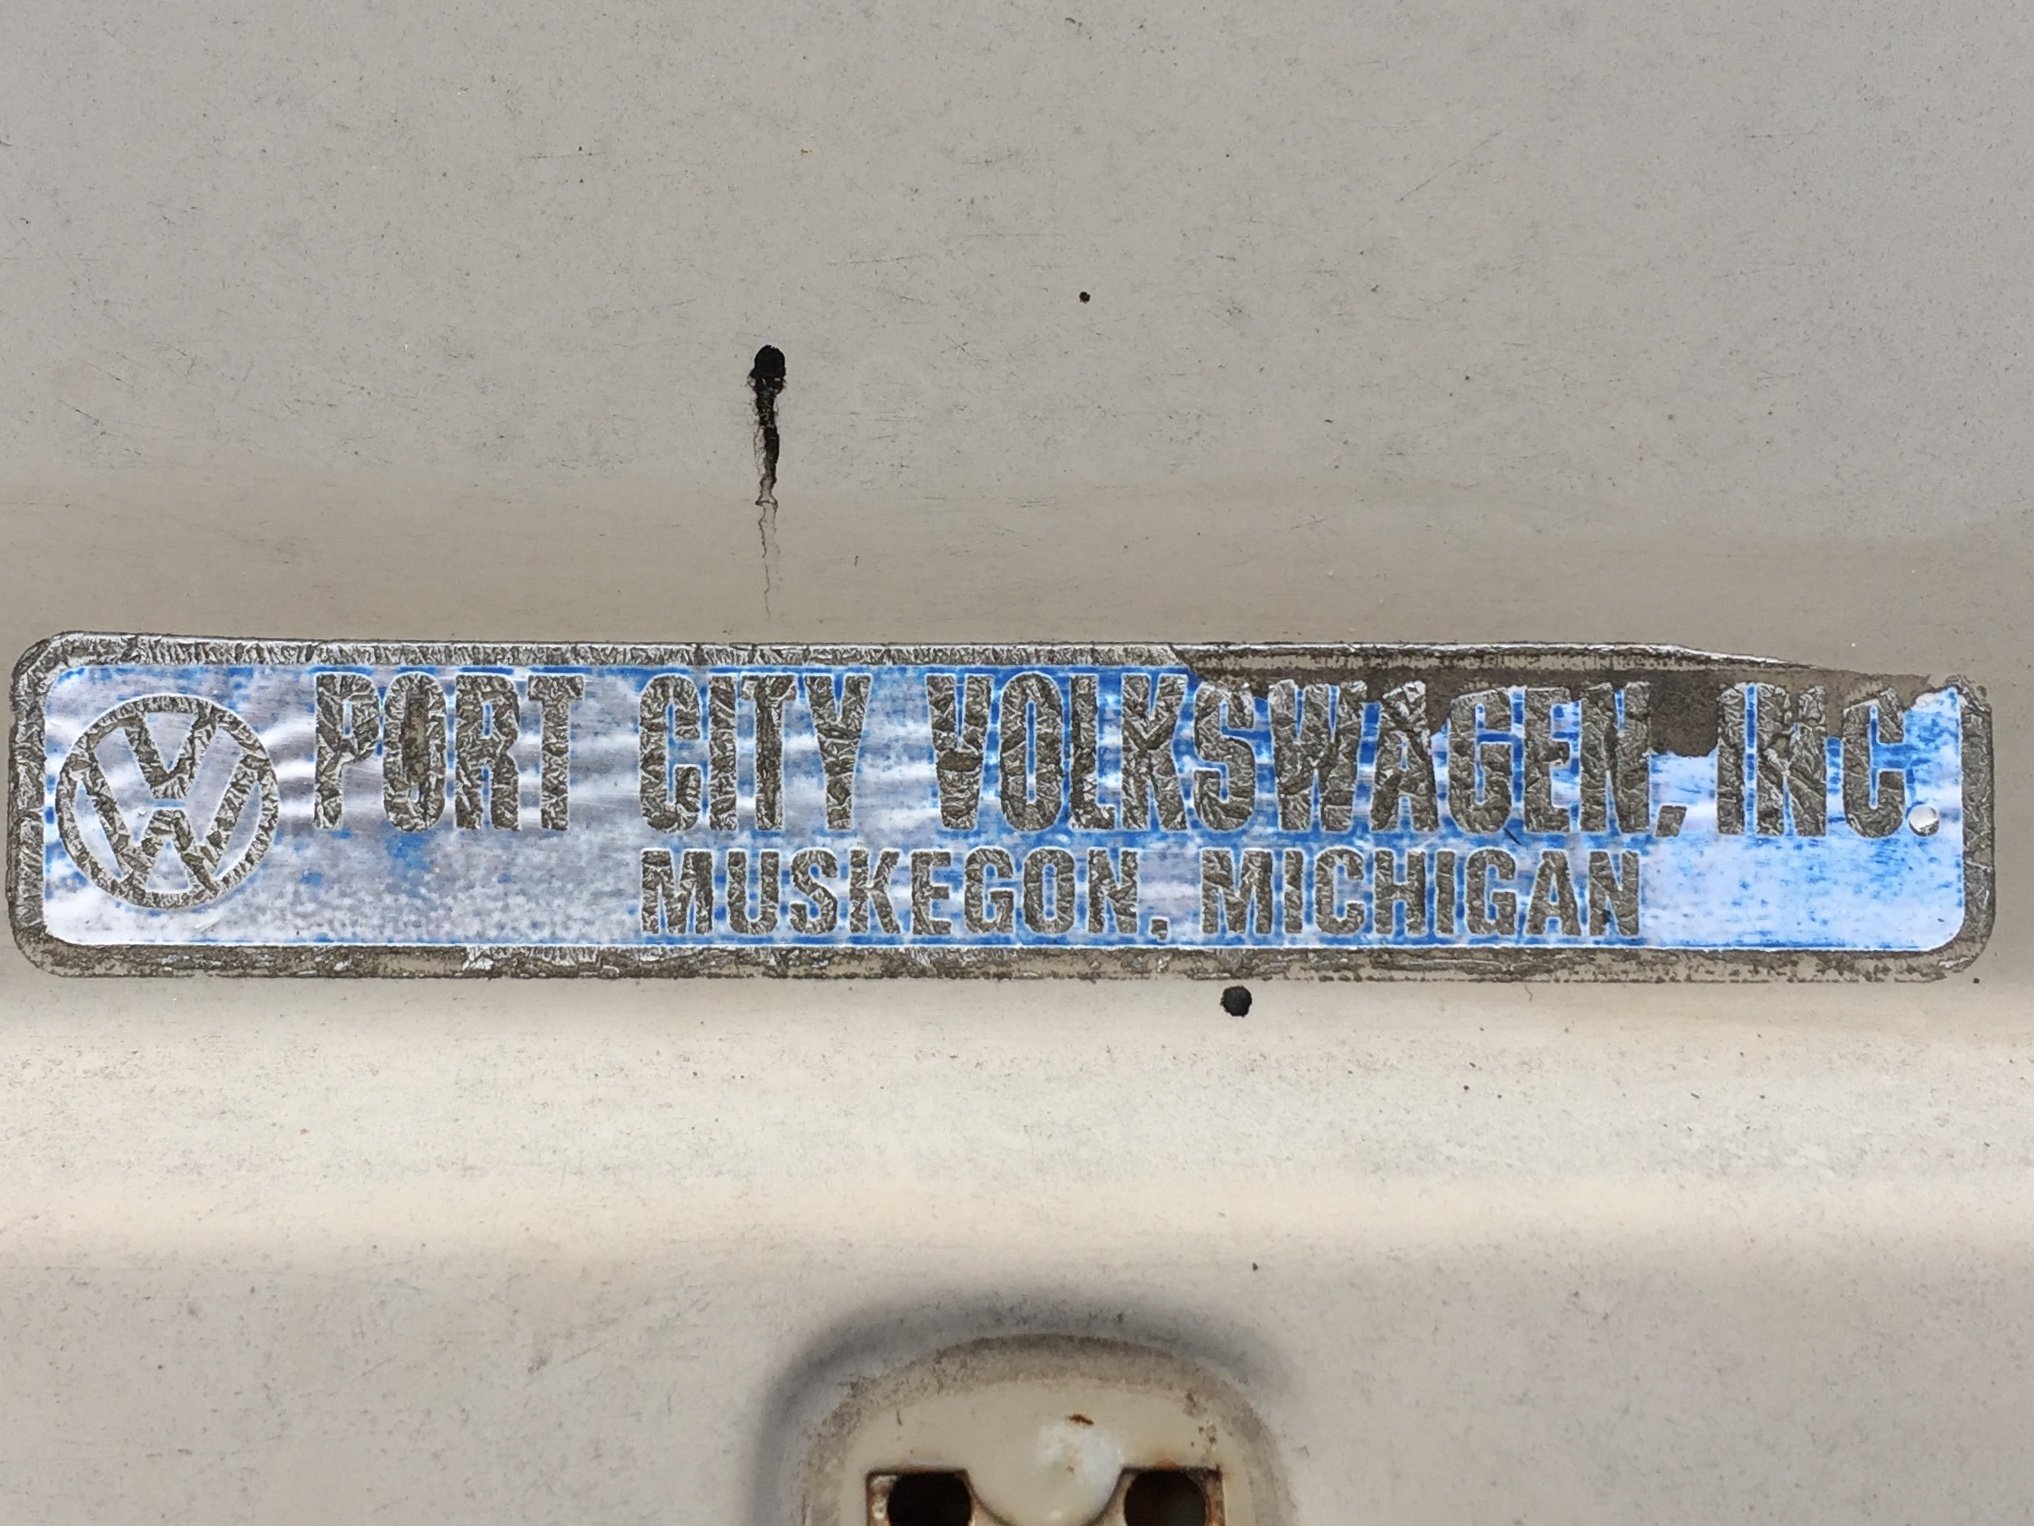 PORT CITY VOLKSWAGEN, INC.
MUSKEGON, MICHIGAN